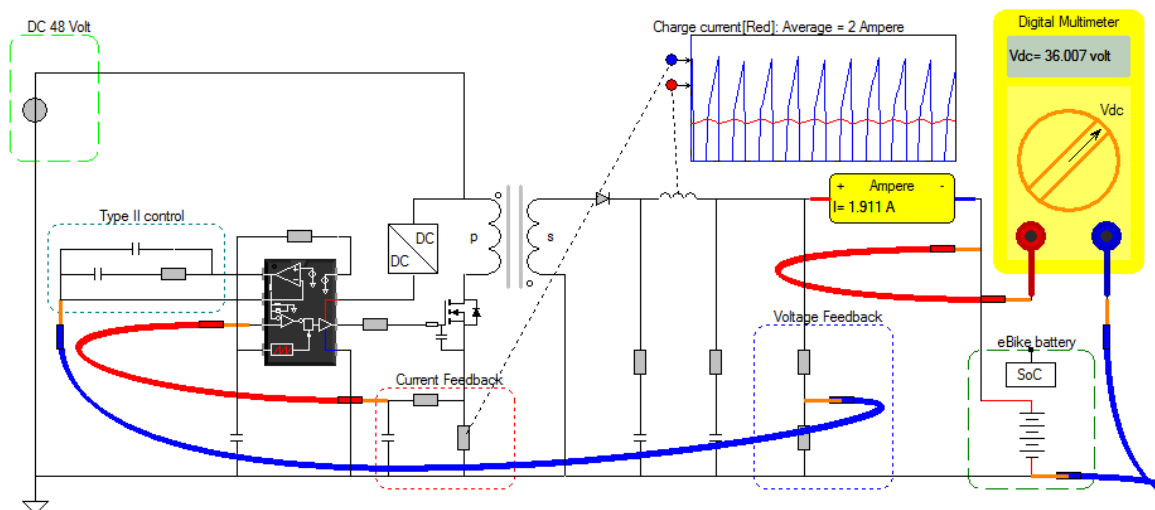 DC 48 Volt
Charge current[Red]: Average = 2 Ampere
Digital Multimeter
Vdc= 36.007 volt
Vdc
+ Ampere -
I= 1.911 A
Type II control
DC
DC
p
s
Voltage Feedback
eBike battery
SoC
Current Feedback